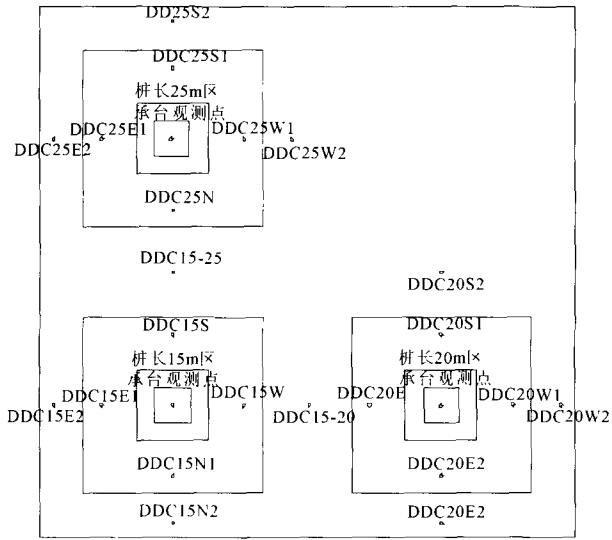 DD25S2
DDC25S1
桩长25m区
承台观测点
DDC25E1
DDC25W1
DDC25E2
DDC25W2
DDC25N
DDC15-25
DDC20S2
DDC15S
DDC20S1
桩长15m区
承台观测点
桩长20m区
承台观测点
DDC15E1
DDC15W
DDC20E
DDC20W1
DDC15E2
DDC15-20
DDC20W2
DDC15N1
DDC20E2
DDC15N2
DDC20E2